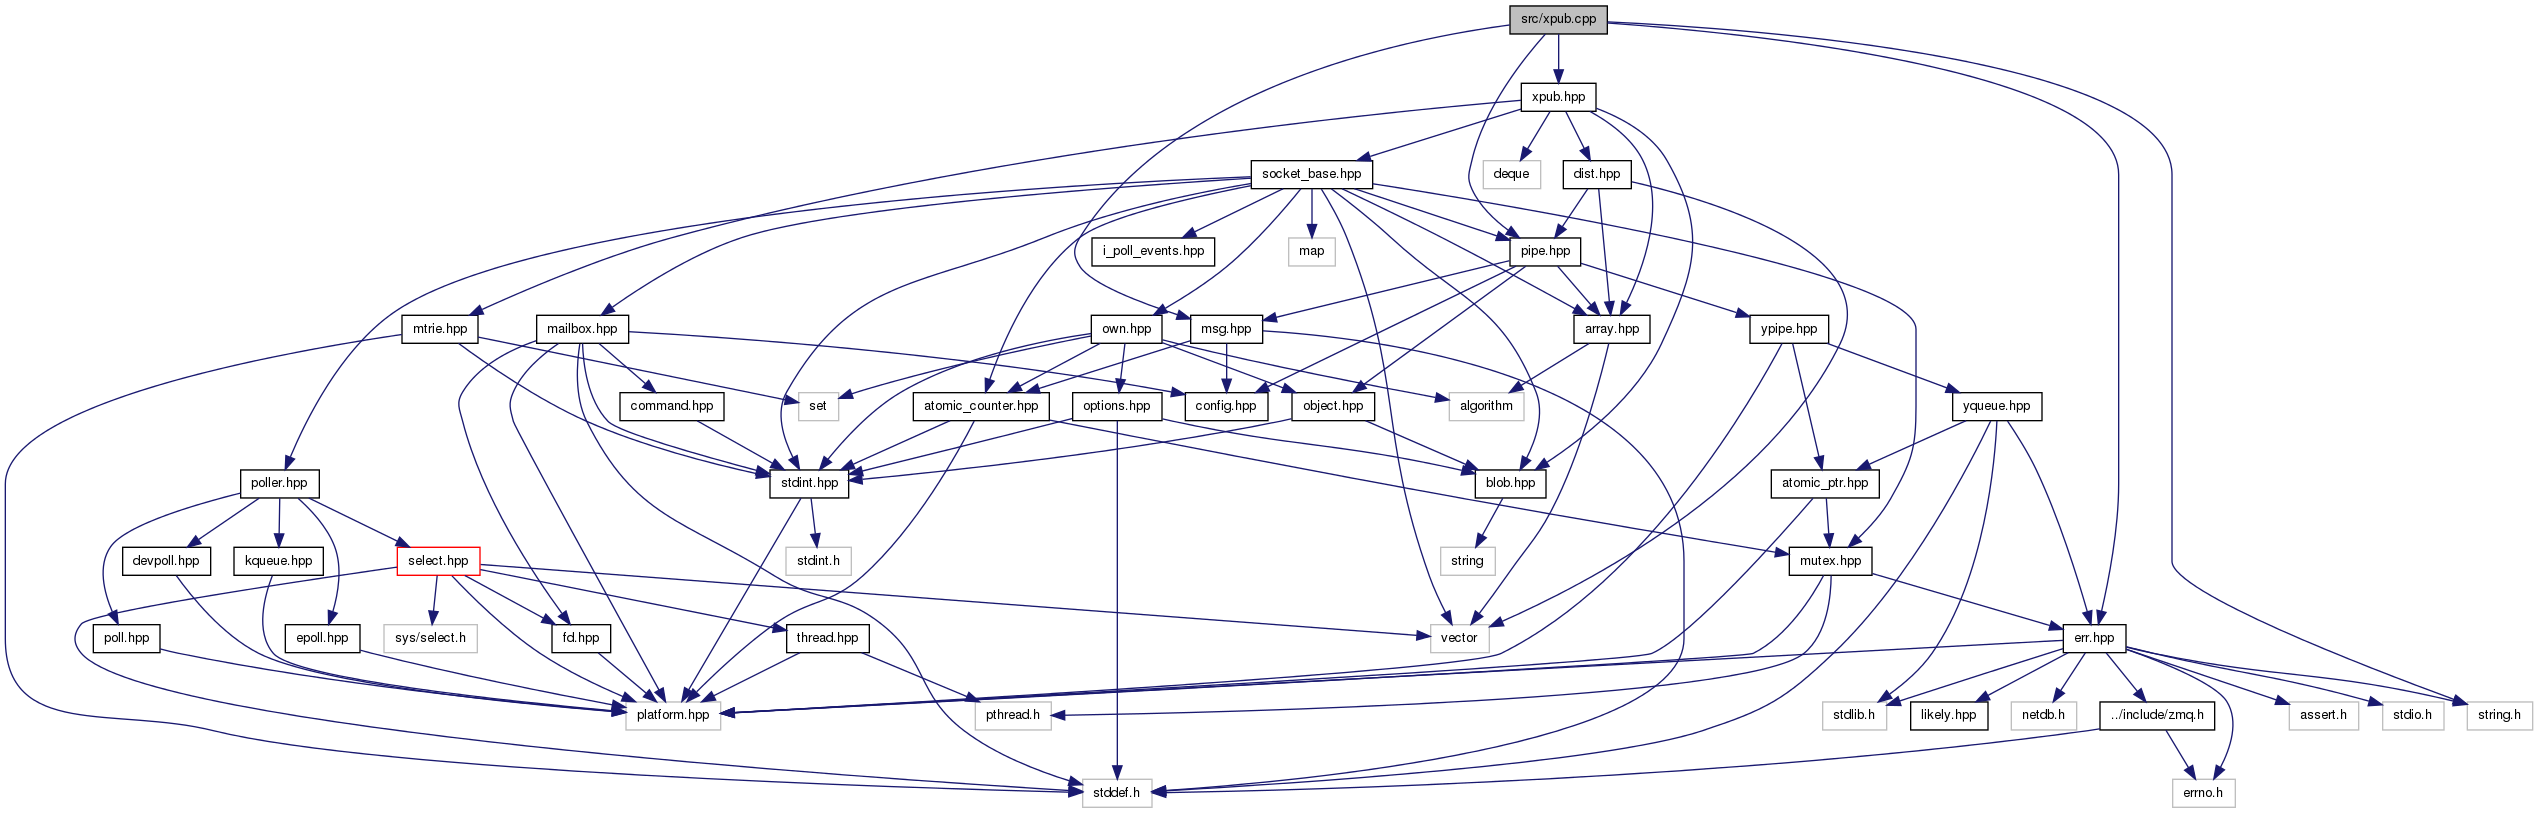 src/xpub.cpp
xpub.hpp
socket_base.hpp
deque
dist.hpp
i_poll_events.hpp
map
pipe.hpp
mtrie.hpp
mailbox.hpp
own.hpp
msg.hpp
array.hpp
ypipe.hpp
command.hpp
set
atomic_counter.hpp
options.hpp
config.hpp
object.hpp
algorithm
yqueue.hpp
poller.hpp
stdint.hpp
blob.hpp
atomic_ptr.hpp
devpoll.hpp
kqueue.hpp
select.hpp
stdint.h
string
mutex.hpp
poll.hpp
epoll.hpp
sys/select.h
fd.hpp
thread.hpp
vector
err.hpp
platform.hpp
pthread.h
stdlib.h
likely.hpp
netdb.h
../include/zmq.h
assert.h
stdio.h
string.h
stddef.h
errno.h